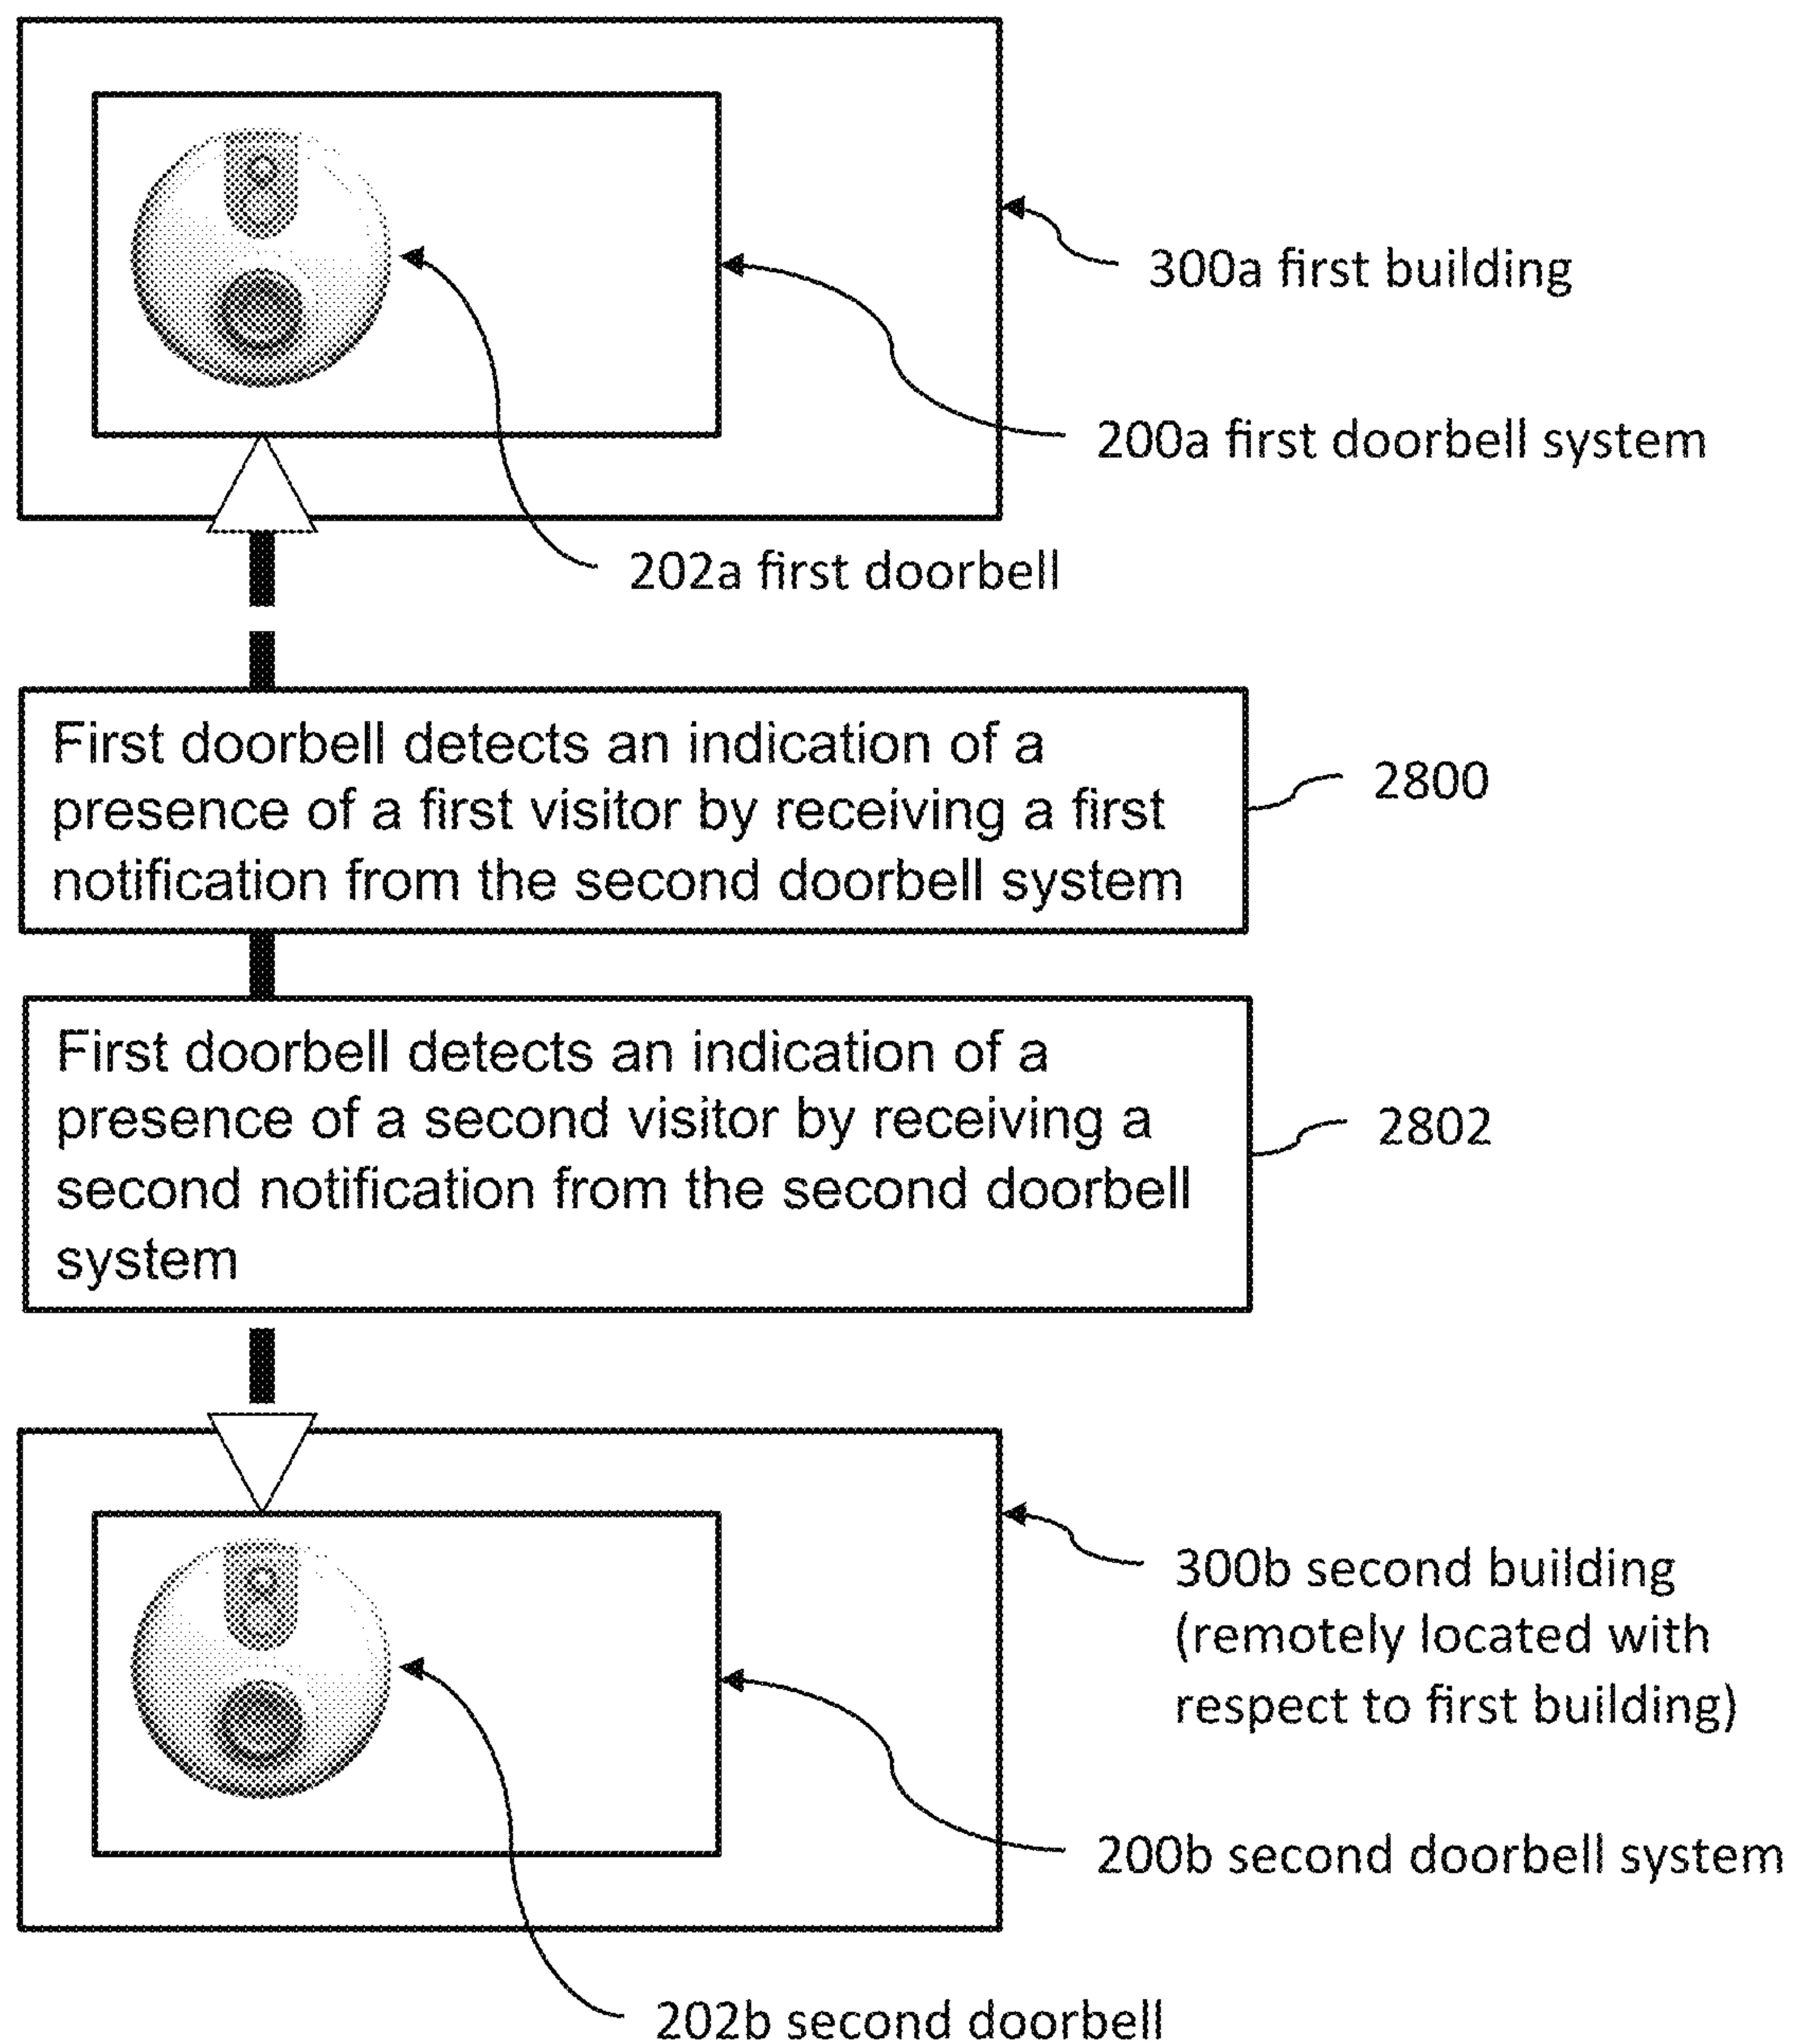 300a first building
200a first doorbell system
202a first doorbell
First doorbell detects an indication of a
presence of a first visitor by receiving a first
notification from the second doorbell system
2800
First doorbell detects an indication of a
presence of a second visitor by receiving a
second notification from the second doorbell
system
2802
300b second building
(remotely located with
respect to first building)
200b second doorbell system
202b second doorbell